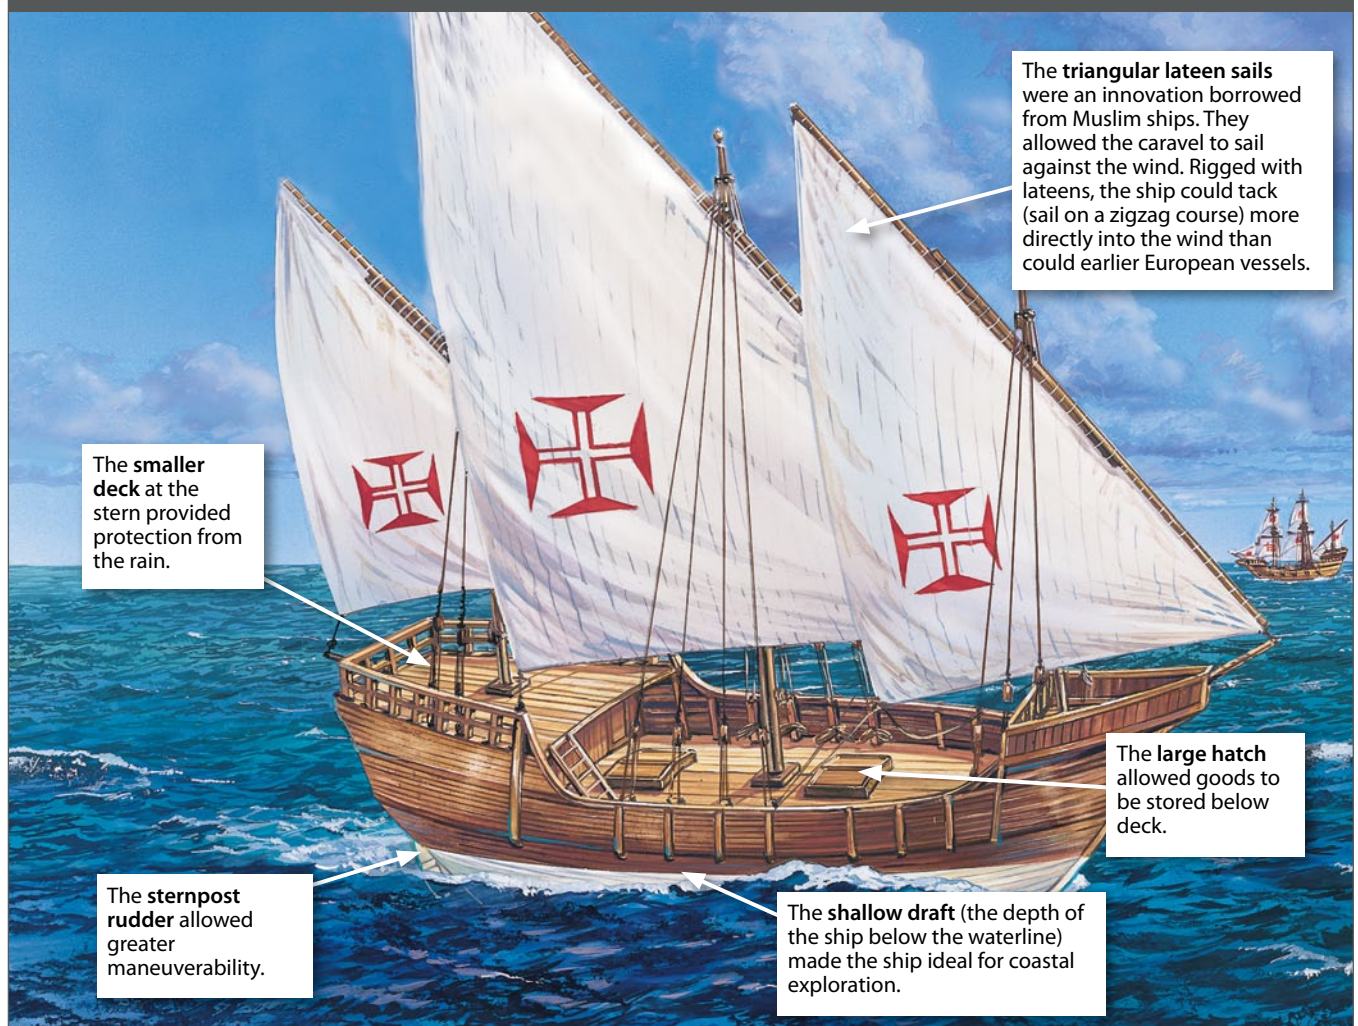 The triangular lateen sails
were an innovation borrowed
from Muslim ships. They
allowed the caravel to sail
against the wind. Rigged with
lateens, the ship could tack
(sail on a zigzag course) more
directly into the wind than
could earlier European vessels.
The smaller
deck at the
stern provided
protection from
the rain.
The large hatch
allowed goods to
be stored below
deck.
The sternpost
rudder allowed
greater
maneuverability.
The shallow draft (the depth of
the ship below the waterline)
made the ship ideal for coastal
exploration.